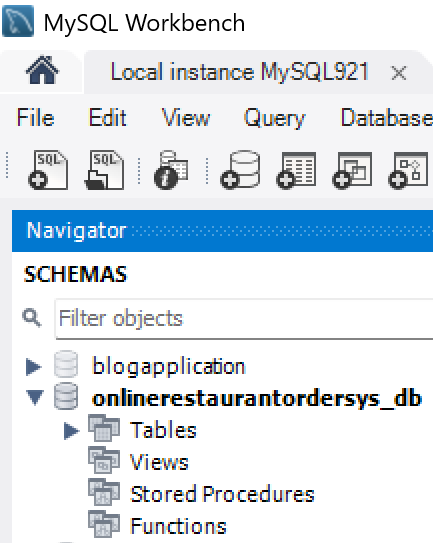 MySQL Workbench
Local instance MySQL921
File Edit View Query Database
SQL SQL
Navigator
SCHEMAS
Filter objects
blogapplication
onlinerestaurantordersys_db
Tables
Views
Stored Procedures
Functions